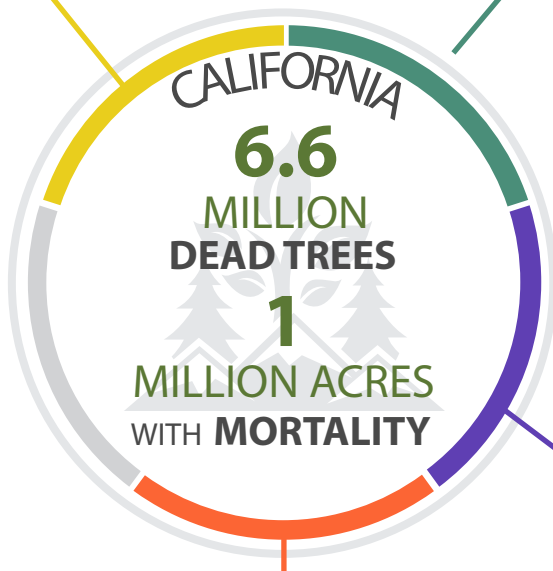 CALIFORNIA
6.6
MILLION
DEAD TREES
1
MILLION ACRES
WITH MORTALITY